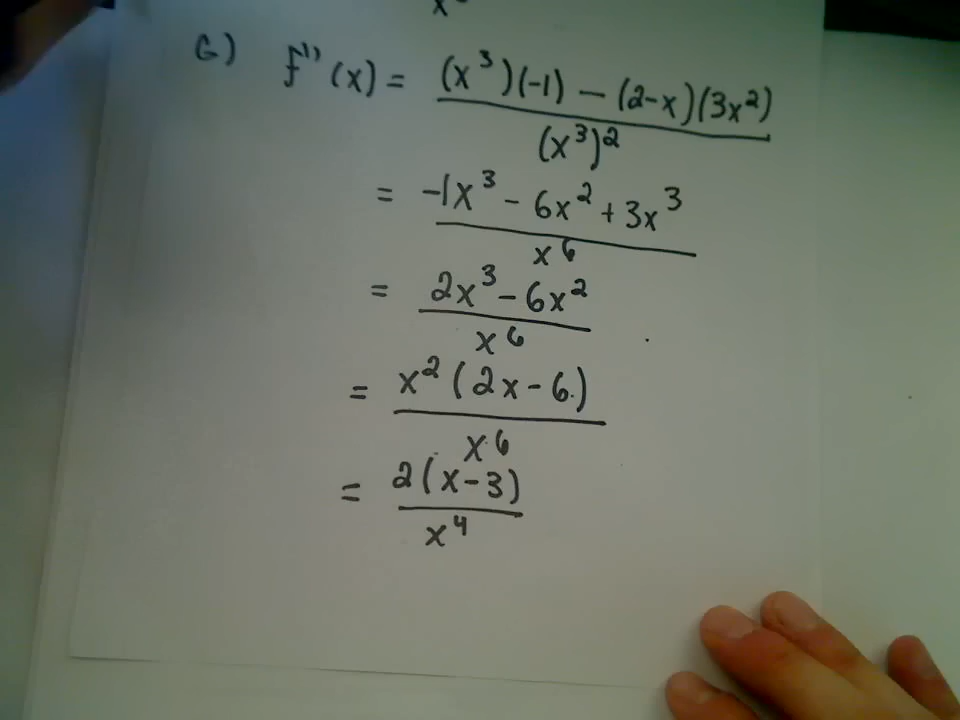 G) f''(x) = ((x³)(-1) - (2-x)(3x²))/(x³)²
= (-1x³ - 6x² + 3x³)/x⁶
= (2x³ - 6x²)/x⁶
= (x²(2x - 6))/x⁶
= (2(x-3))/x⁴